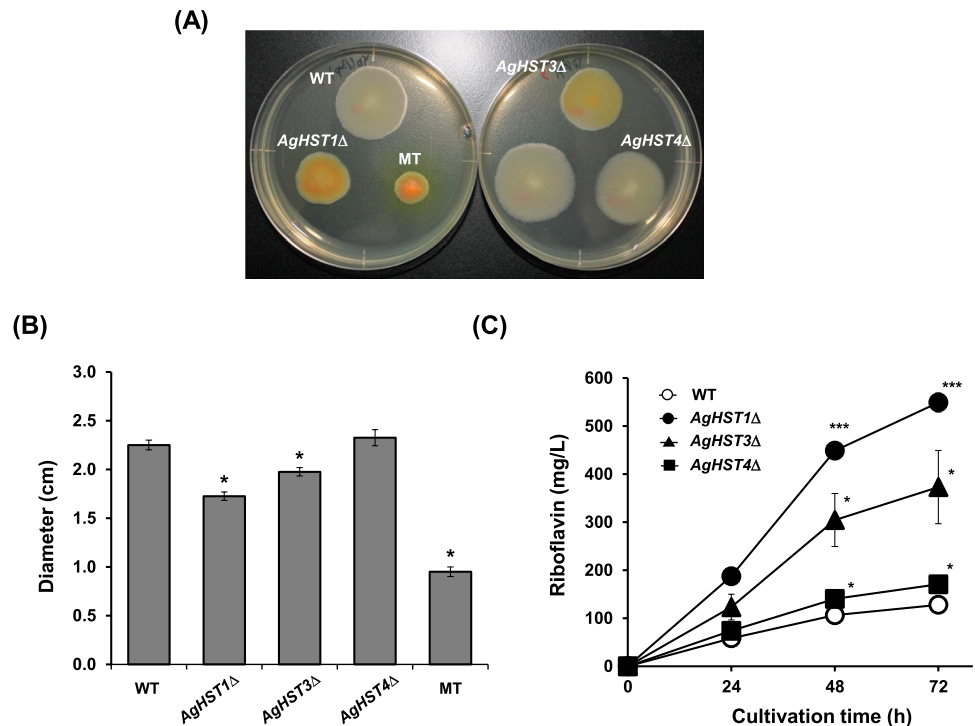 (A)
WT
AgHST1Δ
MT
AgHST3Δ
AgHST4Δ
(B)
Diameter (cm)
3.0
2.5
2.0
1.5
1.0
0.5
0.0
*
*
*
WT
AgHST1Δ
AgHST3Δ
AgHST4Δ
MT
(C)
Riboflavin (mg/L)
600
500
400
300
200
100
0
WT
AgHST1Δ
AgHST3Δ
AgHST4Δ
***
***
*
*
*
*
0
24
48
72
Cultivation time (h)